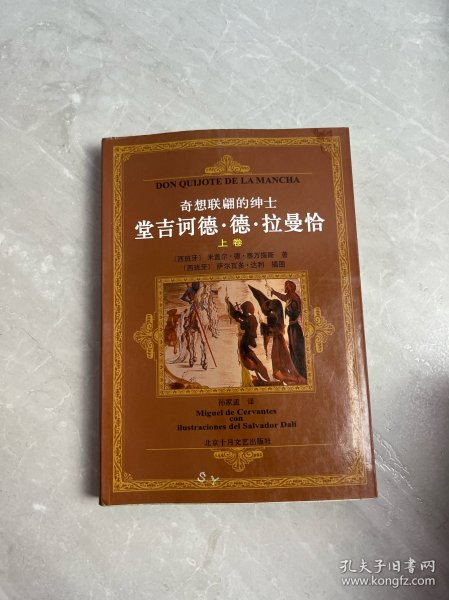 DON QUIJOTE DE LA MANCHA
奇想联翩的绅士
堂吉诃德·德·拉曼恰
上卷
〔西班牙〕 米盖尔·德·塞万提斯 著
〔西班牙〕 萨尔瓦多·达利 插图
孙家孟 译
Miguel de Cervantes
con
ilustraciones del Salvador Dalí
北京十月文艺出版社
SY
孔夫子旧书网
www.kongfz.com